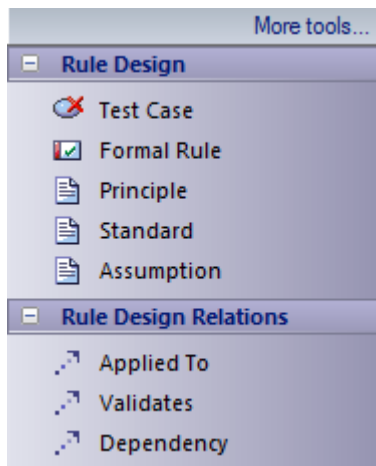 More tools...
Rule Design
Test Case
Formal Rule
Principle
Standard
Assumption
Rule Design Relations
Applied To
Validates
Dependency